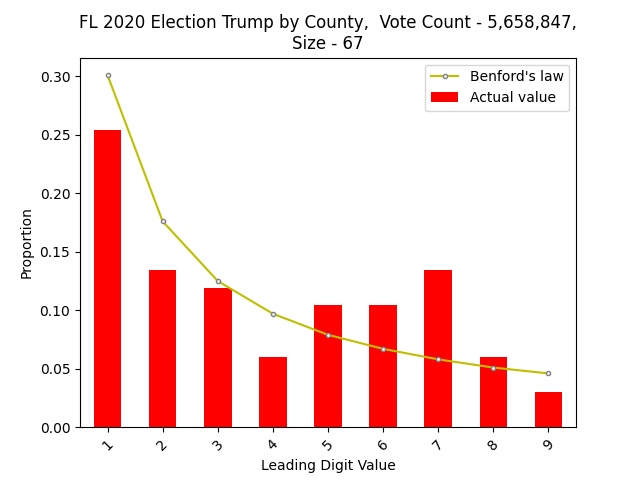 FL 2020 Election Trump by County,  Vote Count - 5,658,847,
Size - 67
Benford's law
Actual value
Proportion
0.30
0.25
0.20
0.15
0.10
0.05
0.00
1 2 3 4 5 6 7 8 9
Leading Digit Value